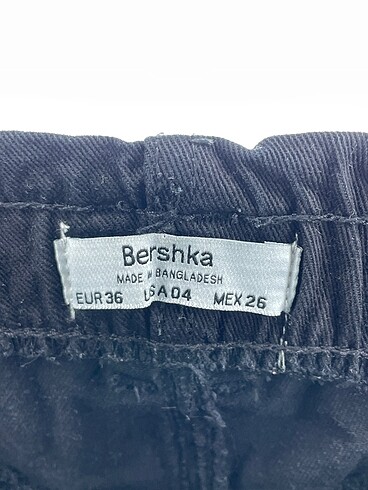 Bershka
MADE IN BANGLADESH
EUR 36 USA 04 MEX 26